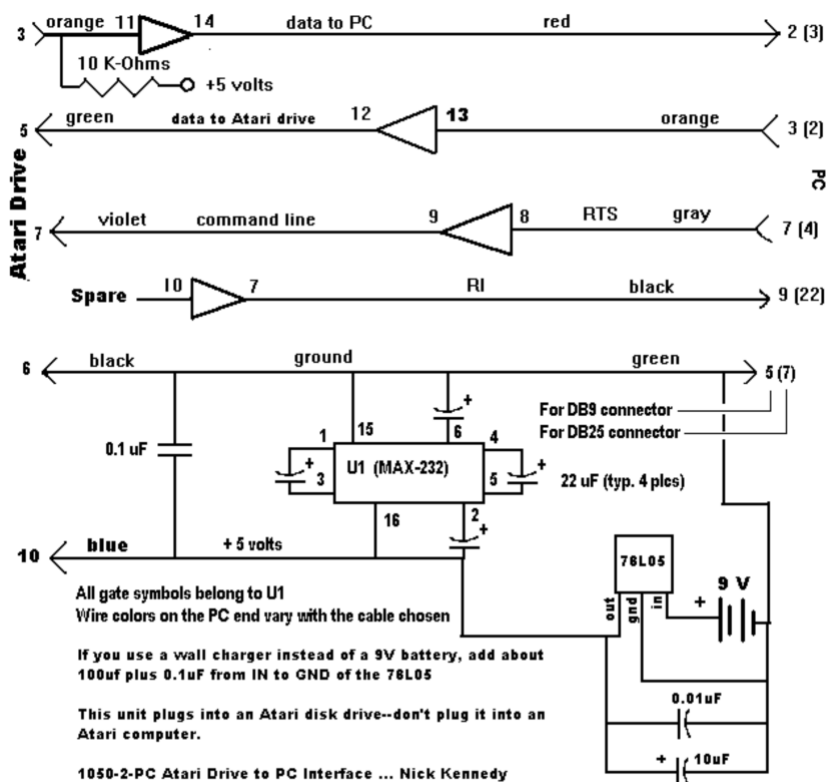 3 orange 11 14 data to PC red 2 (3)
10 K-Ohms
+5 volts
5 green data to Atari drive 12 13 orange 3 (2)
Atari Drive
PC
7 violet command line 9 8 RTS gray 7 (4)
Spare 10 7 RI black 9 (22)
6 black ground green 5 (7)
For DB9 connector
For DB25 connector
0.1 uF
1 15 + 6 4
U1 (MAX-232)
+ 3 5 +
22 uF (typ. 4 plcs)
16 2 +
10 blue + 5 volts
78L05
out gnd in
+ 9 V
All gate symbols belong to U1
Wire colors on the PC end vary with the cable chosen
If you use a wall charger instead of a 9V battery, add about
100uf plus 0.1uF from IN to GND of the 78L05
0.01uF
This unit plugs into an Atari disk drive--don't plug it into an
Atari computer.
+ 10uF
1050-2-PC Atari Drive to PC Interface ... Nick Kennedy